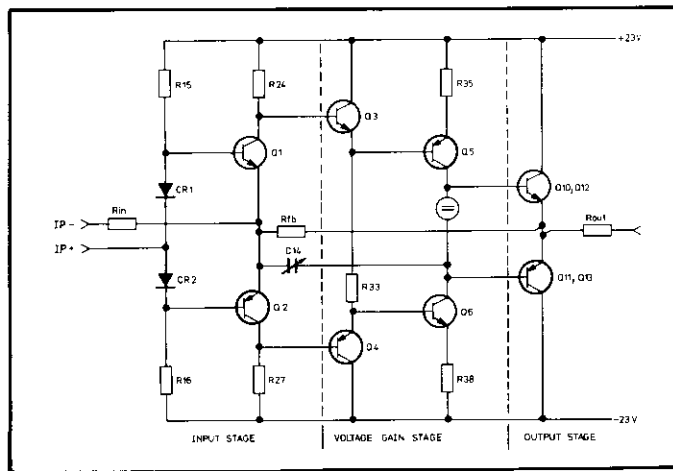 +23V
R15
R24
R35
Q3
Q1
Q5
CR1
Q10,Q12
IP -
Rin
Rfb
Rout
IP +
C14
CR2
R33
Q2
Q6
Q11,Q13
Q4
R16
R27
R38
-23V
INPUT STAGE
VOLTAGE GAIN STAGE
OUTPUT STAGE